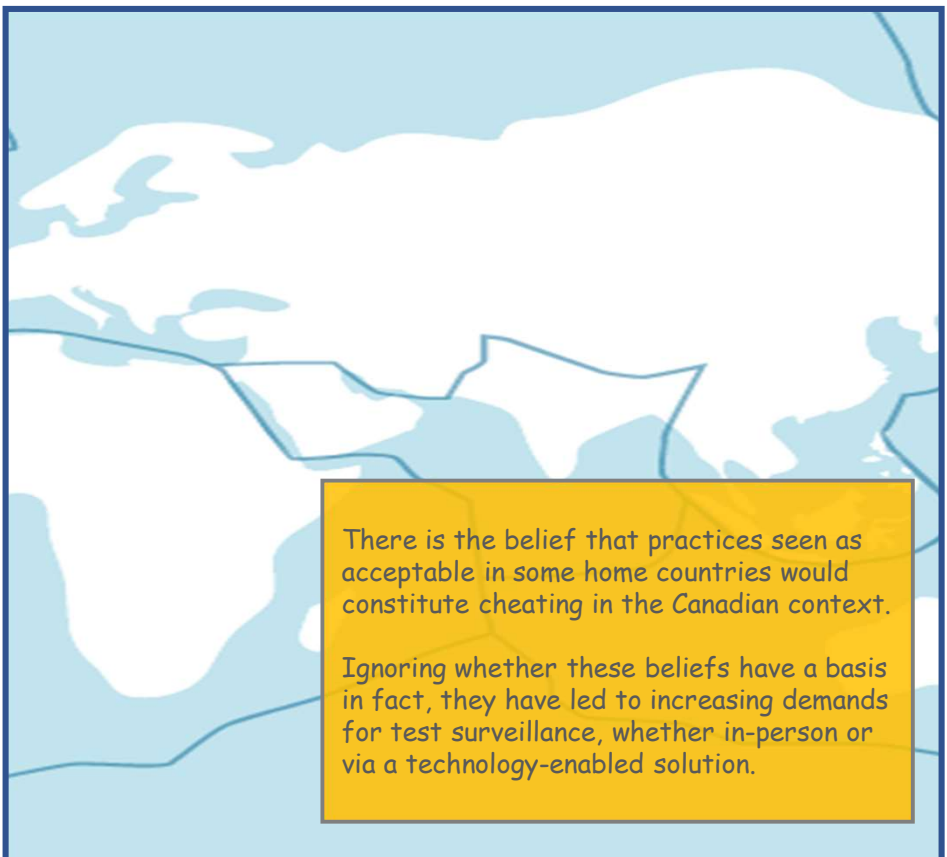 There is the belief that practices seen as
acceptable in some home countries would
constitute cheating in the Canadian context.
Ignoring whether these beliefs have a basis
in fact, they have led to increasing demands
for test surveillance, whether in-person or
via a technology-enabled solution.